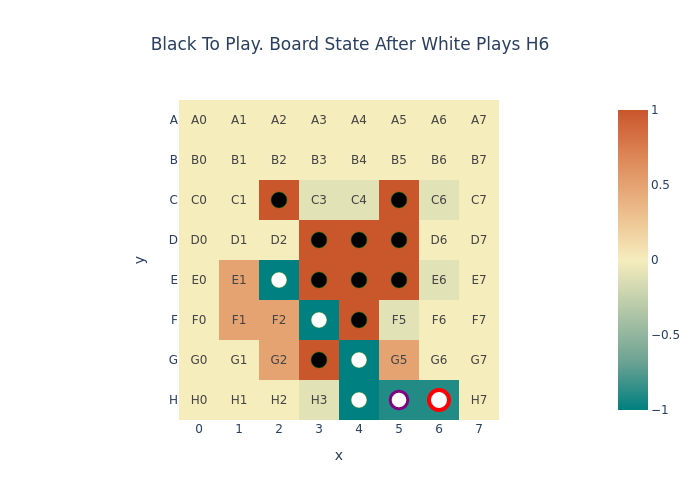 Black To Play. Board State After White Plays H6
A A0 A1 A2 A3 A4 A5 A6 A7
B B0 B1 B2 B3 B4 B5 B6 B7
C C0 C1 C3 C4 C6 C7
D D0 D1 D2 D6 D7
E E0 E1 E6 E7
F F0 F1 F2 F5 F6 F7
G G0 G1 G2 G5 G6 G7
H H0 H1 H2 H3 H7
0 1 2 3 4 5 6 7
x
y
1
0.5
0
−0.5
−1